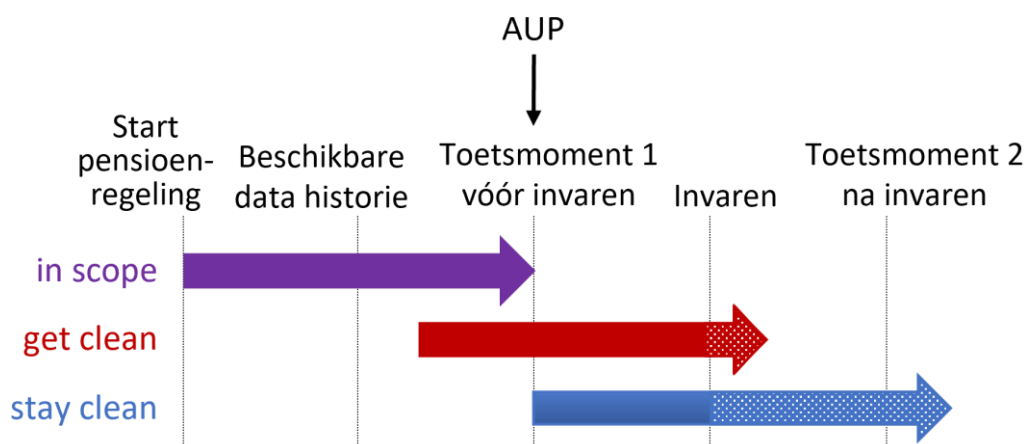 AUP
Start
pensioen-
regeling
Beschikbare
data historie
Toetsmoment 1
vóór invaren
Invaren
Toetsmoment 2
na invaren
in scope
get clean
stay clean